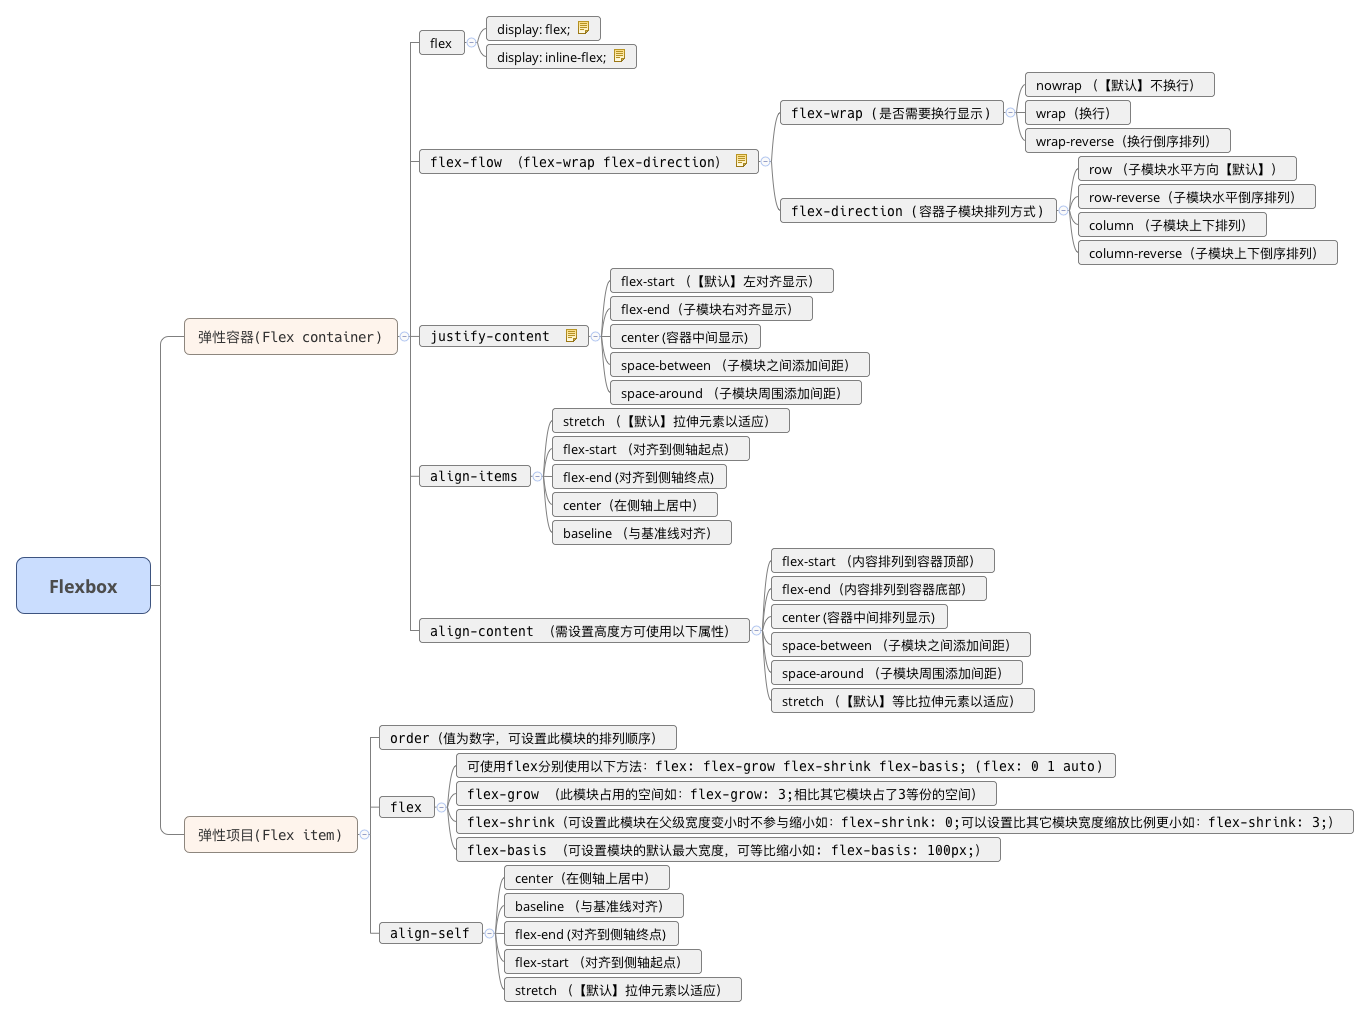 Flexbox
弹性容器(Flex container)
flex
display: flex;
display: inline-flex;
flex-flow （flex-wrap flex-direction）
flex-wrap (是否需要换行显示)
nowrap （【默认】不换行）
wrap（换行）
wrap-reverse（换行倒序排列）
flex-direction (容器子模块排列方式)
row （子模块水平方向【默认】）
row-reverse（子模块水平倒序排列）
column （子模块上下排列）
column-reverse（子模块上下倒序排列）
justify-content
flex-start （【默认】左对齐显示）
flex-end（子模块右对齐显示）
center (容器中间显示)
space-between （子模块之间添加间距）
space-around （子模块周围添加间距）
align-items
stretch （【默认】拉伸元素以适应）
flex-start （对齐到侧轴起点）
flex-end (对齐到侧轴终点)
center（在侧轴上居中）
baseline （与基准线对齐）
align-content （需设置高度方可使用以下属性）
flex-start （内容排列到容器顶部）
flex-end（内容排列到容器底部）
center (容器中间排列显示)
space-between （子模块之间添加间距）
space-around （子模块周围添加间距）
stretch （【默认】等比拉伸元素以适应）
弹性项目(Flex item)
order（值为数字，可设置此模块的排列顺序）
flex
可使用flex分别使用以下方法：flex: flex-grow flex-shrink flex-basis; (flex: 0 1 auto)
flex-grow （此模块占用的空间如：flex-grow: 3;相比其它模块占了3等份的空间）
flex-shrink（可设置此模块在父级宽度变小时不参与缩小如：flex-shrink: 0;可以设置比其它模块宽度缩放比例更小如：flex-shrink: 3;）
flex-basis （可设置模块的默认最大宽度，可等比缩小如: flex-basis: 100px;）
align-self
center（在侧轴上居中）
baseline （与基准线对齐）
flex-end (对齐到侧轴终点)
flex-start （对齐到侧轴起点）
stretch （【默认】拉伸元素以适应）